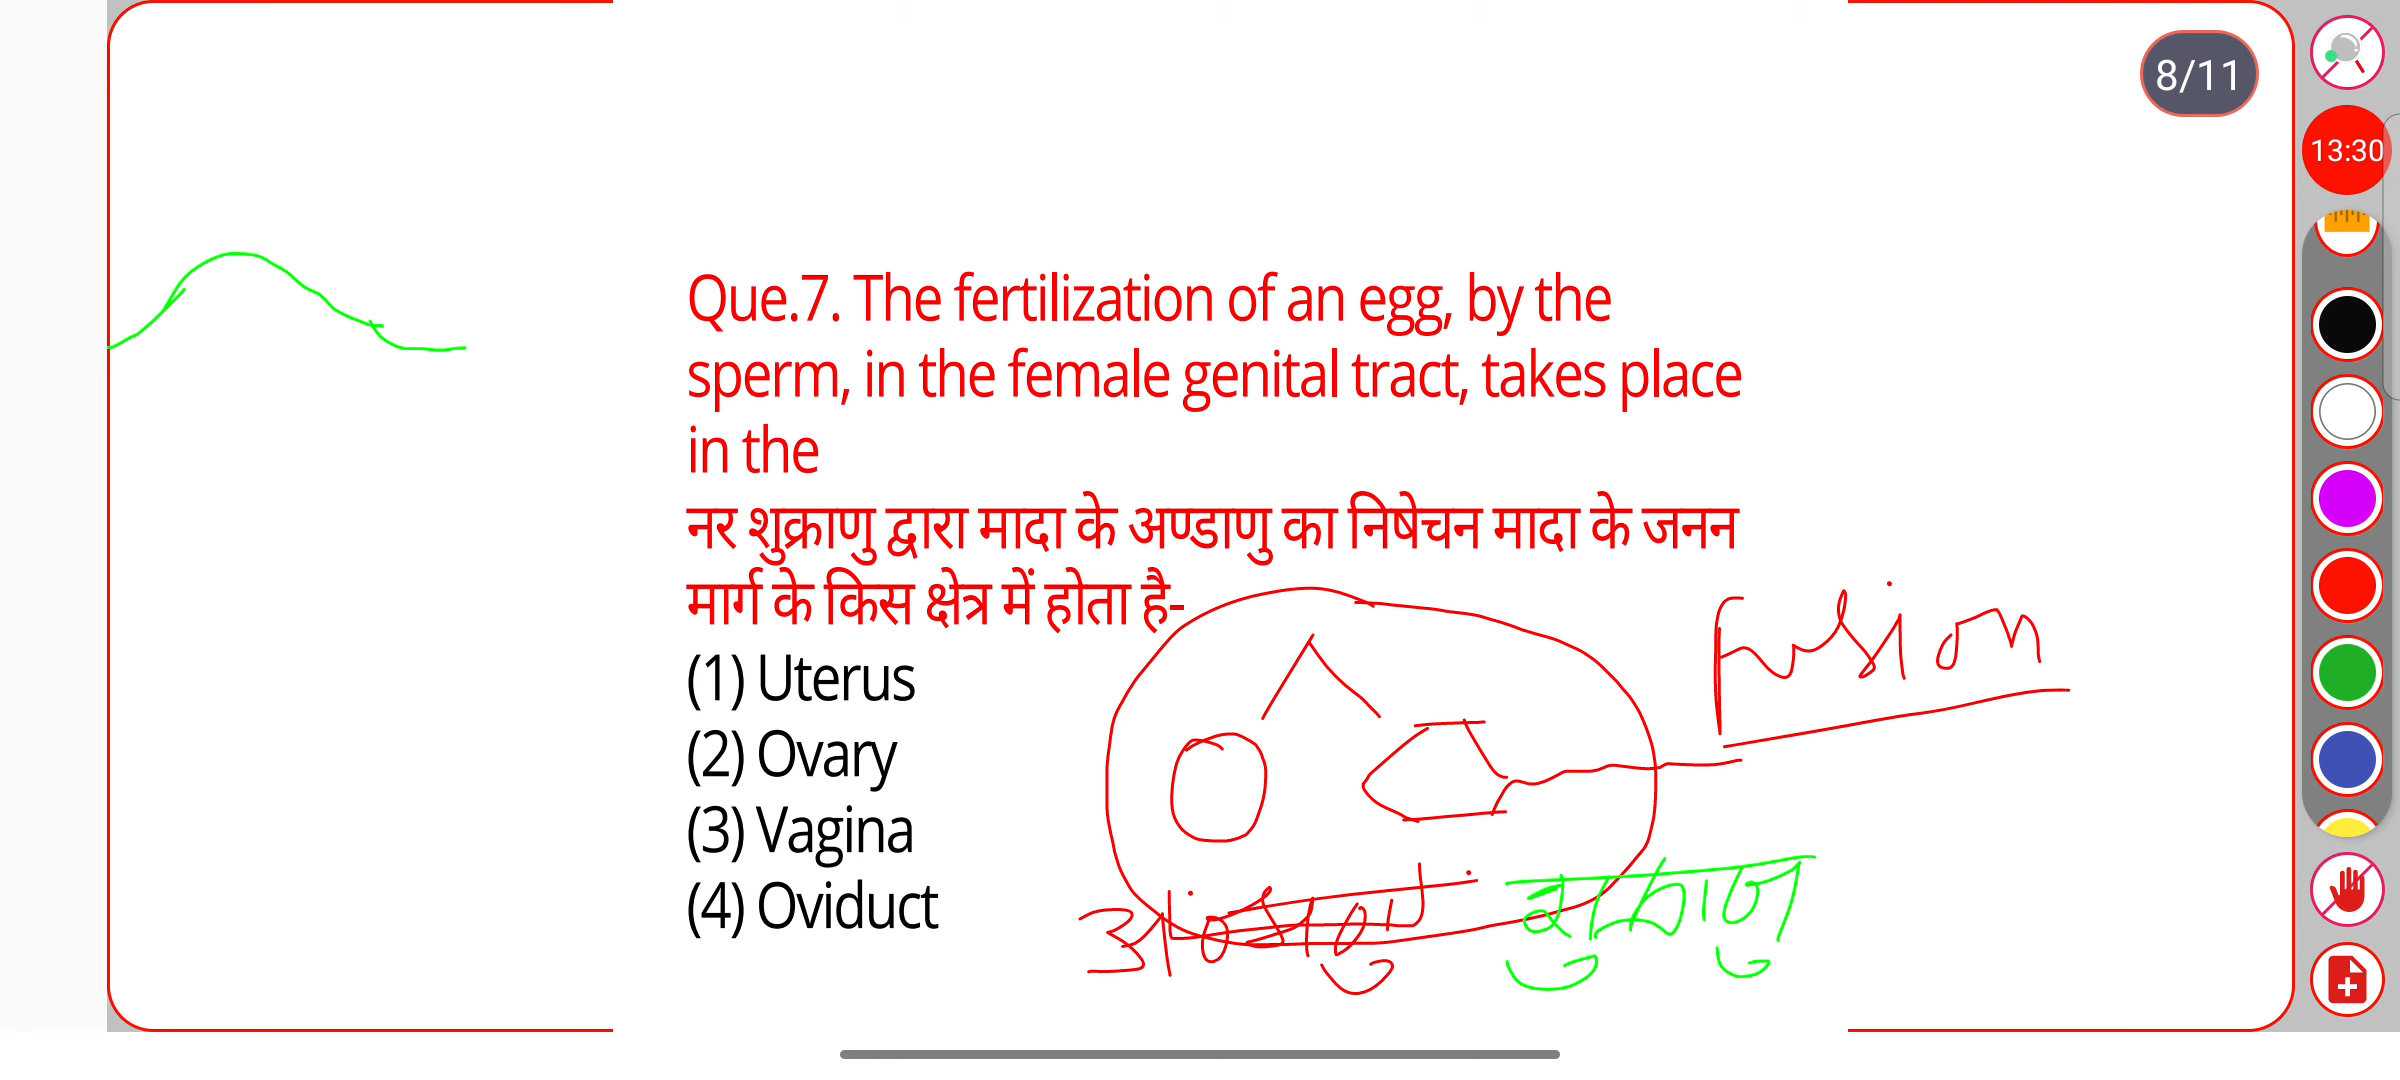 8/11
13:30
Que.7. The fertilization of an egg, by the
sperm, in the female genital tract, takes place
in the
नर शुक्राणु द्वारा मादा के अण्डाणु का निषेचन मादा के जनन
मार्ग के किस क्षेत्र में होता है-
Fusion
(1) Uterus
(2) Ovary
(3) Vagina
(4) Oviduct